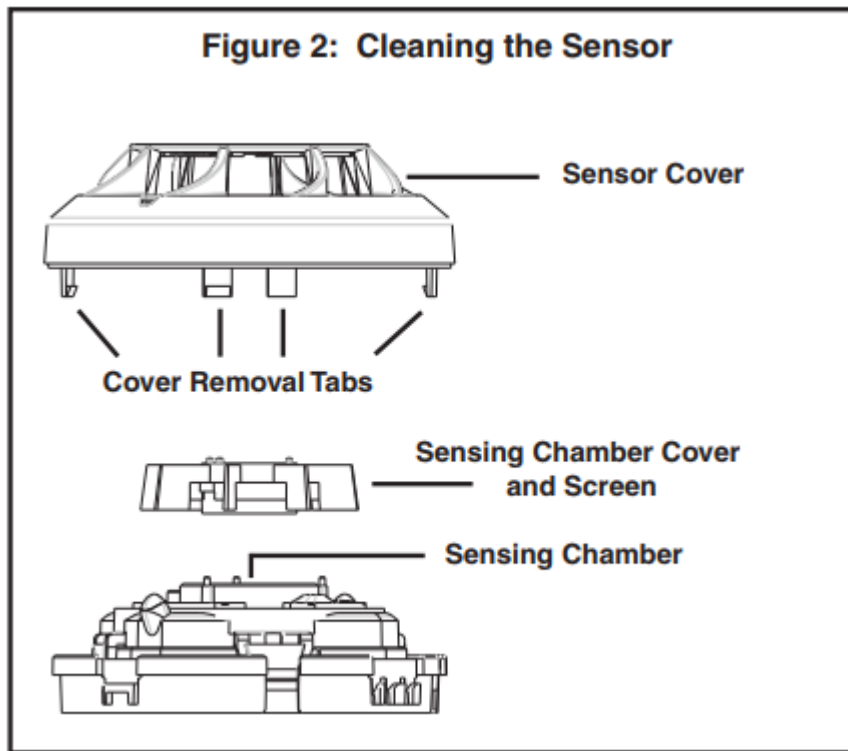 Figure 2: Cleaning the Sensor
Sensor Cover
Cover Removal Tabs
Sensing Chamber Cover
and Screen
Sensing Chamber